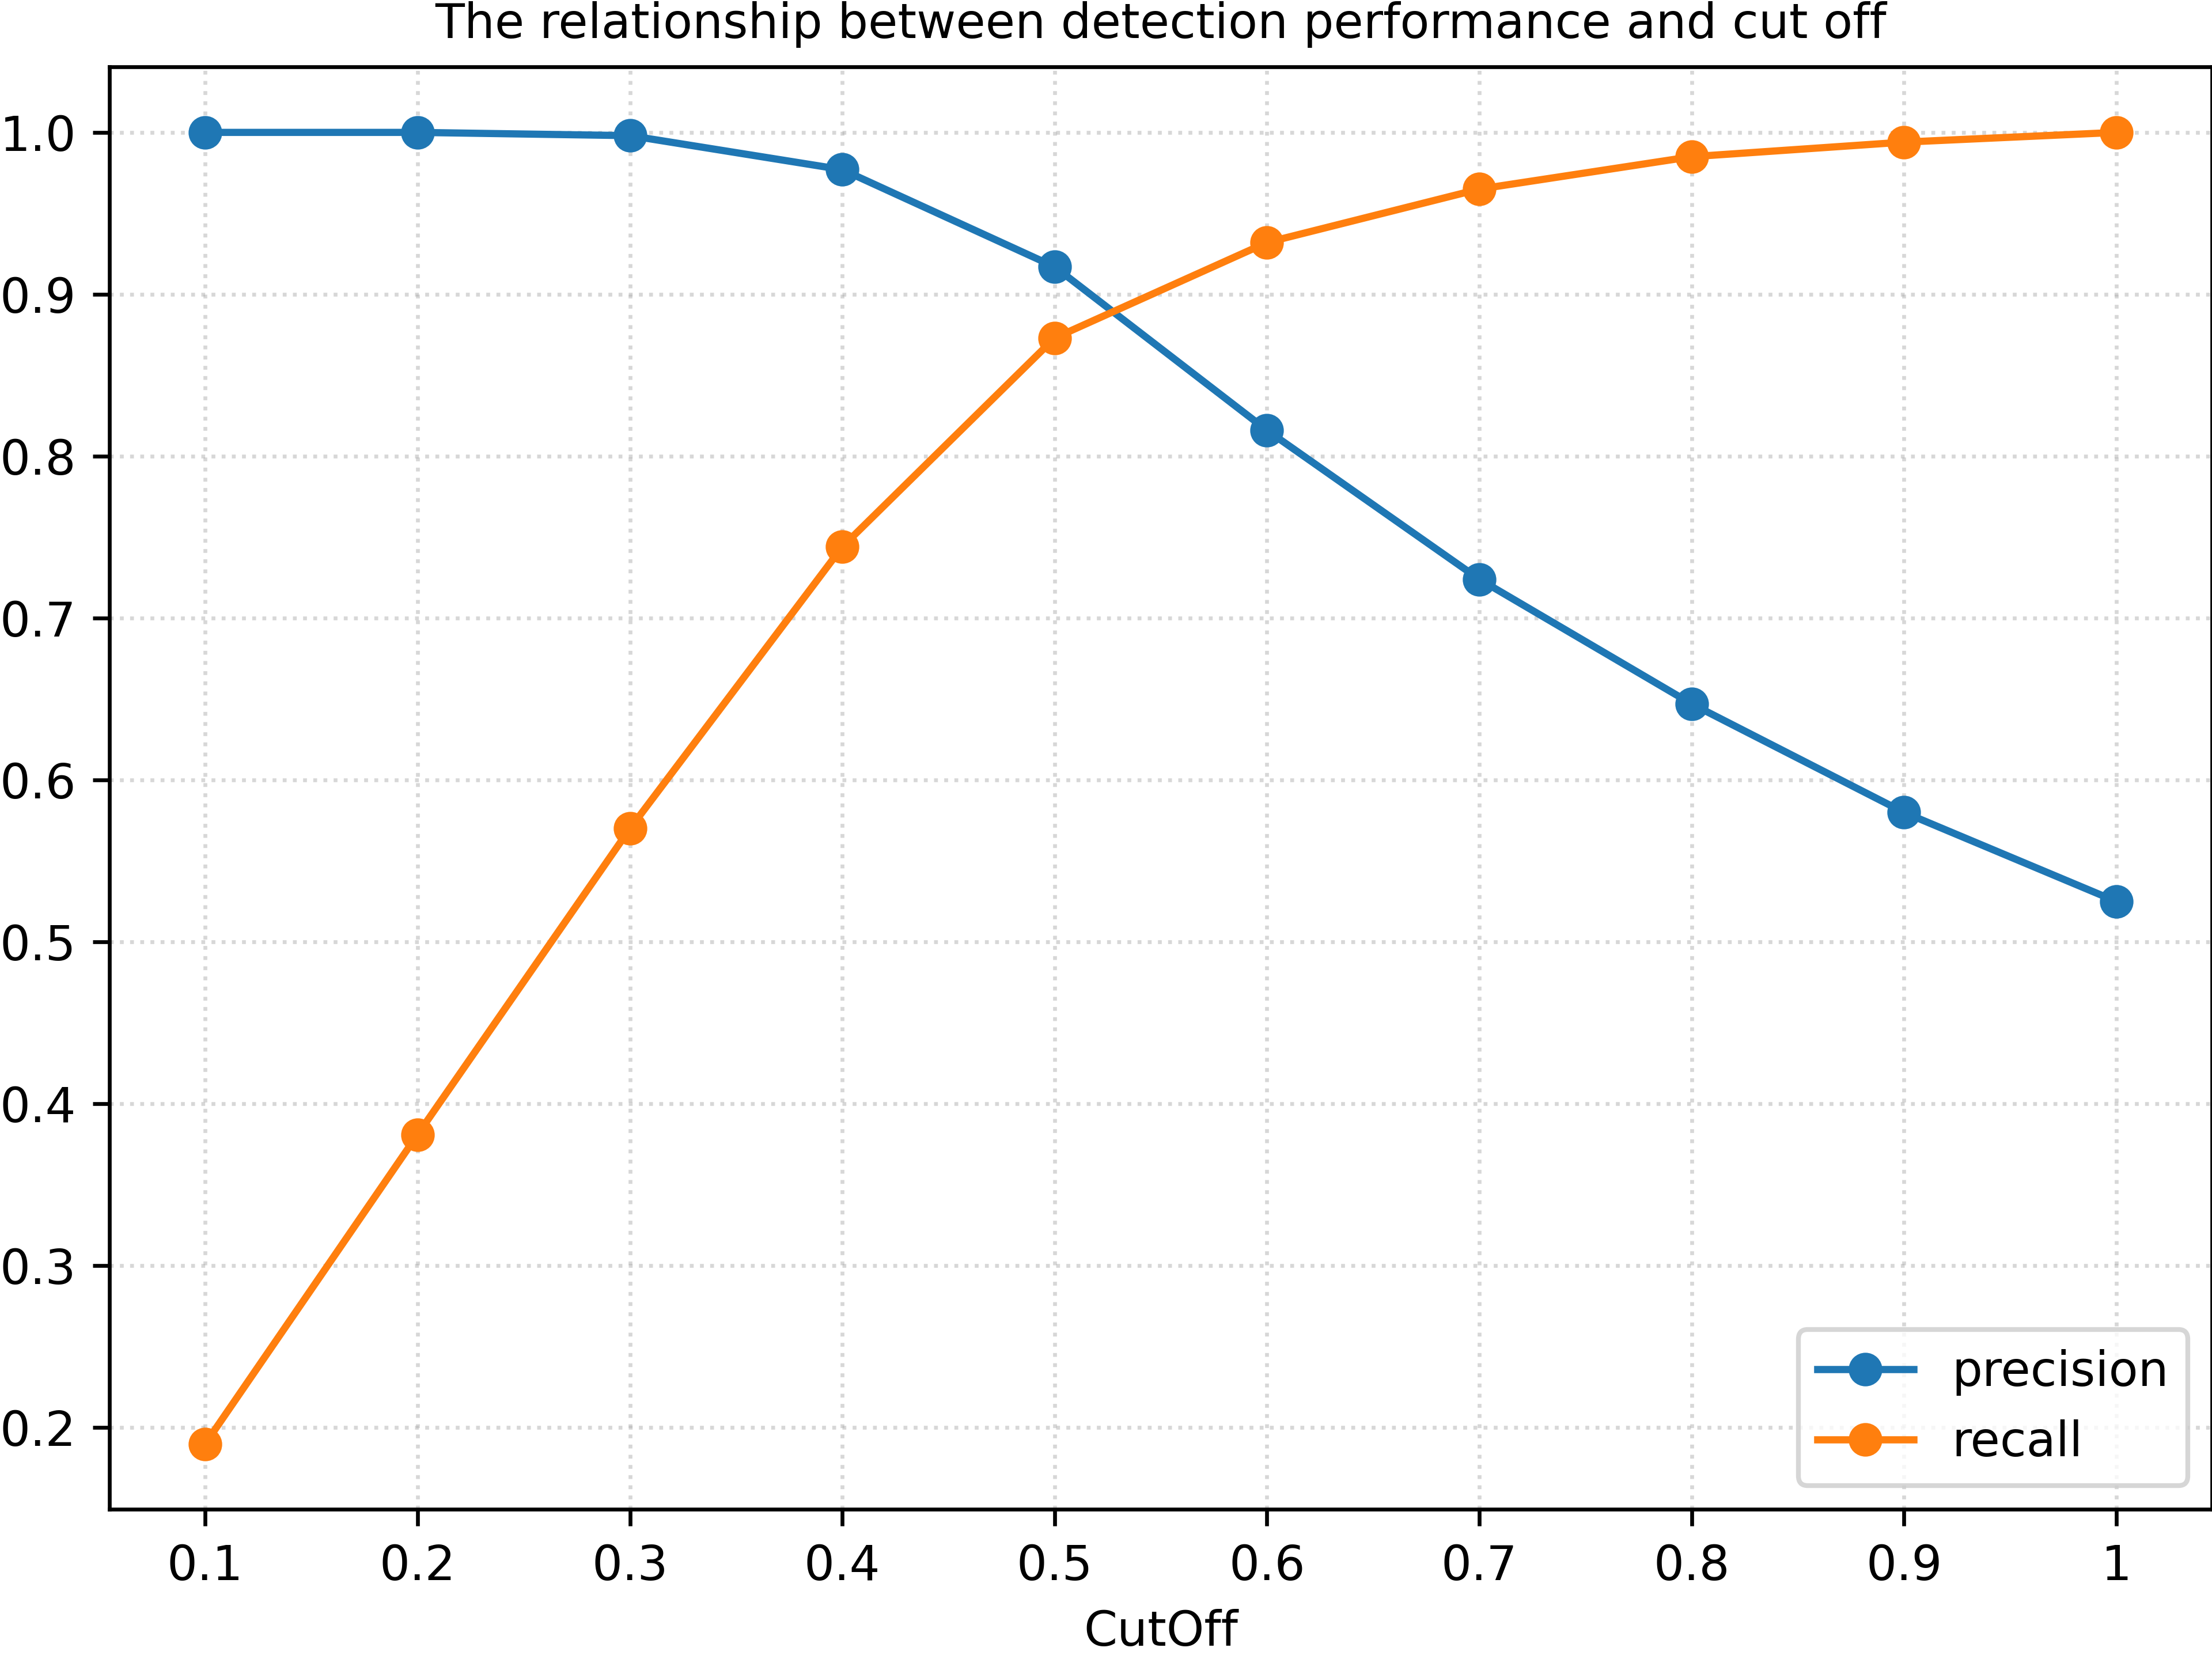 The relationship between detection performance and cut off
1.0
0.9
0.8
0.7
0.6
0.5
0.4
0.3
0.2
precision
recall
0.1 0.2 0.3 0.4 0.5 0.6 0.7 0.8 0.9 1
CutOff